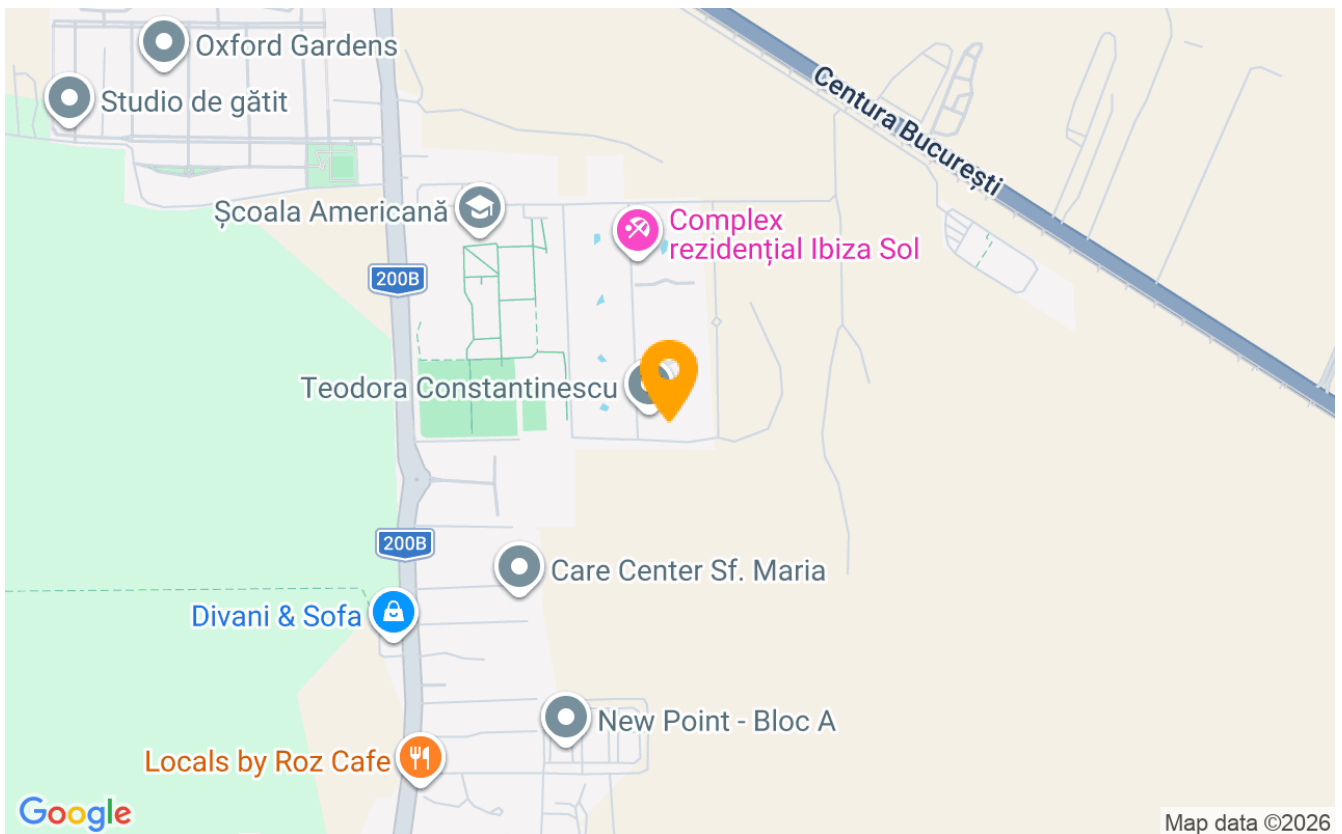 Oxford Gardens
Studio de gătit
Centura București
Școala Americană
Complex
rezidențial Ibiza Sol
200B
Teodora Constantinescu
200B
Care Center Sf. Maria
Divani & Sofa
New Point - Bloc A
Locals by Roz Cafe
Google
Map data ©2026